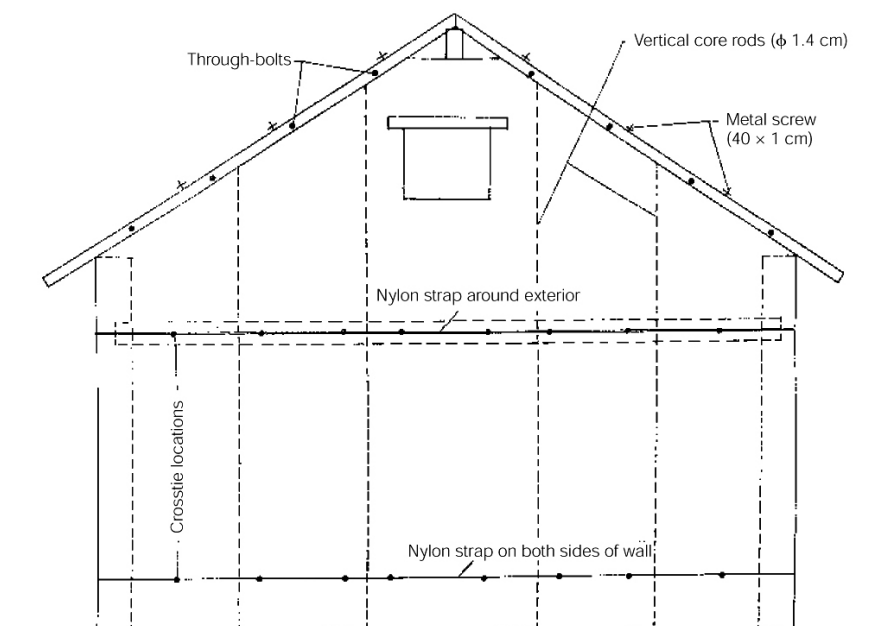 Through-bolts
Vertical core rods (ϕ 1.4 cm)
Metal screw
(40 × 1 cm)
Nylon strap around exterior
Crosstie locations
Nylon strap on both sides of wall